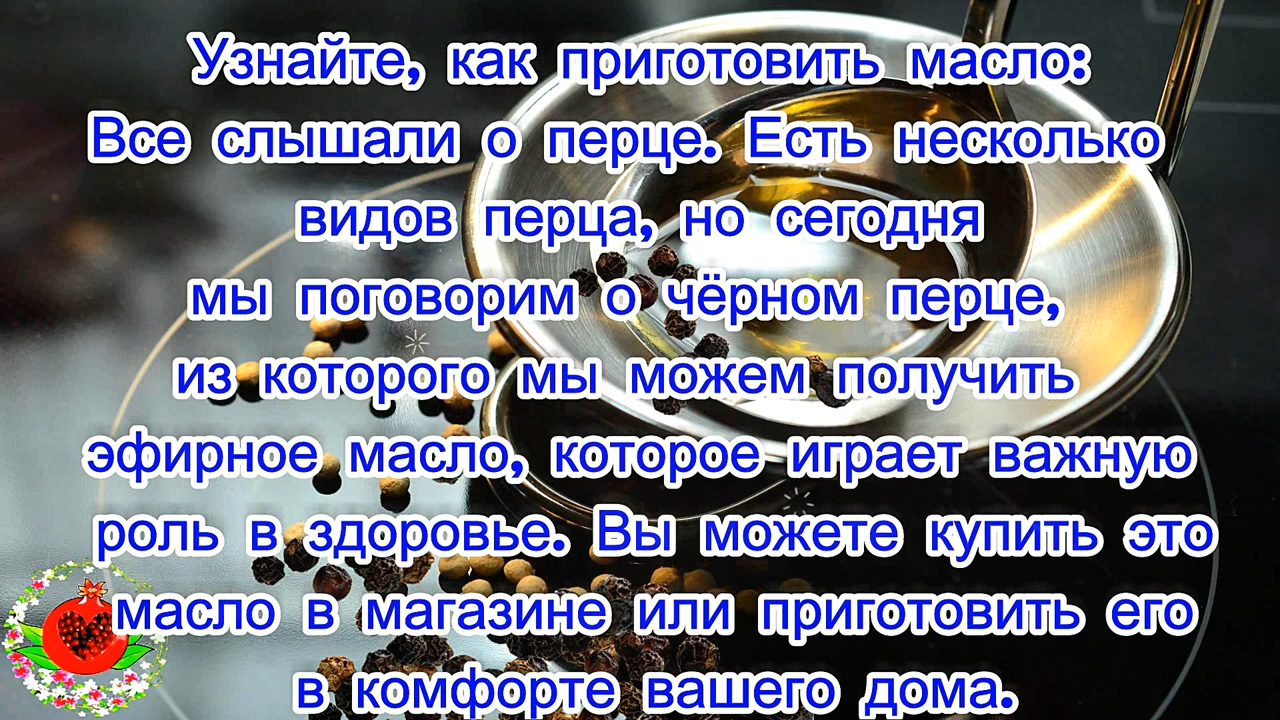 Узнайте, как приготовить масло:
Все слышали о перце. Есть несколько
видов перца, но сегодня
мы поговорим о чёрном перце,
из которого мы можем получить
эфирное масло, которое играет важную
роль в здоровье. Вы можете купить это
масло в магазине или приготовить его
в комфорте вашего дома.